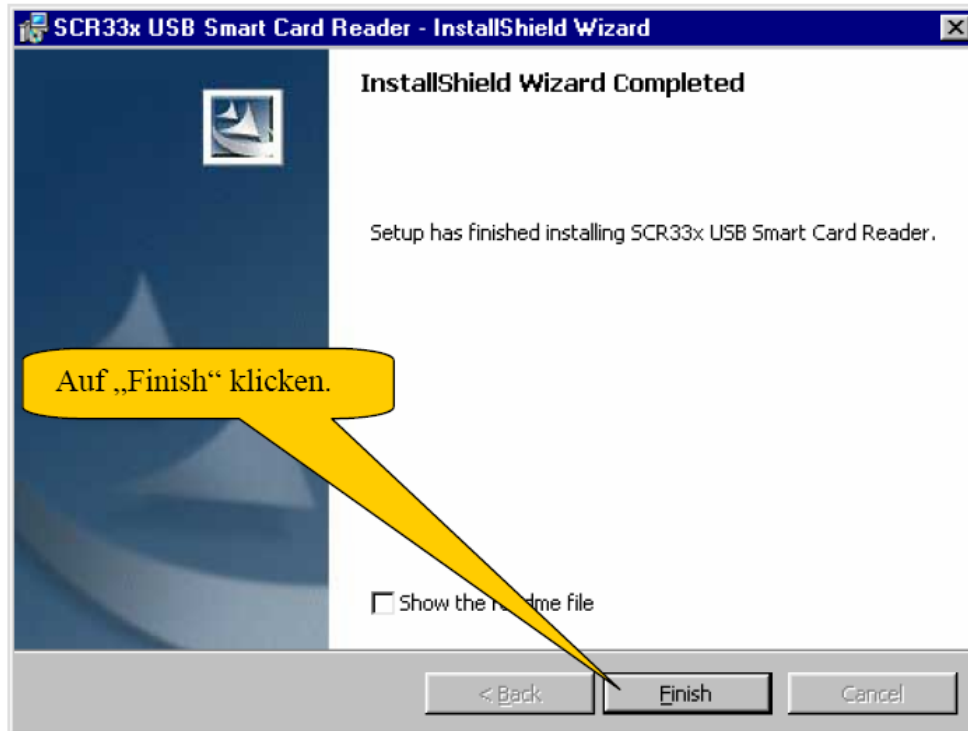 SCR33x USB Smart Card Reader - InstallShield Wizard
InstallShield Wizard Completed
Setup has finished installing SCR33x USB Smart Card Reader.
Auf „Finish“ klicken.
Show the readme file
< Back
Finish
Cancel